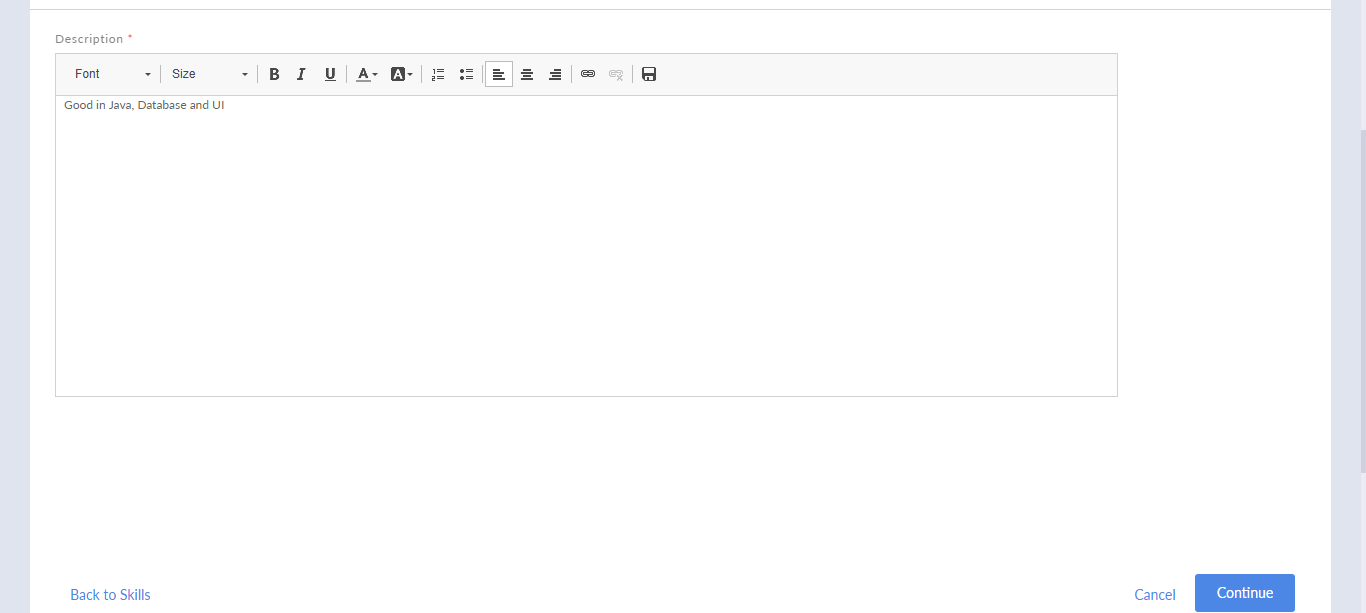 Description *
Font Size B I U A A
Good in Java, Database and UI
Back to Skills Cancel Continue